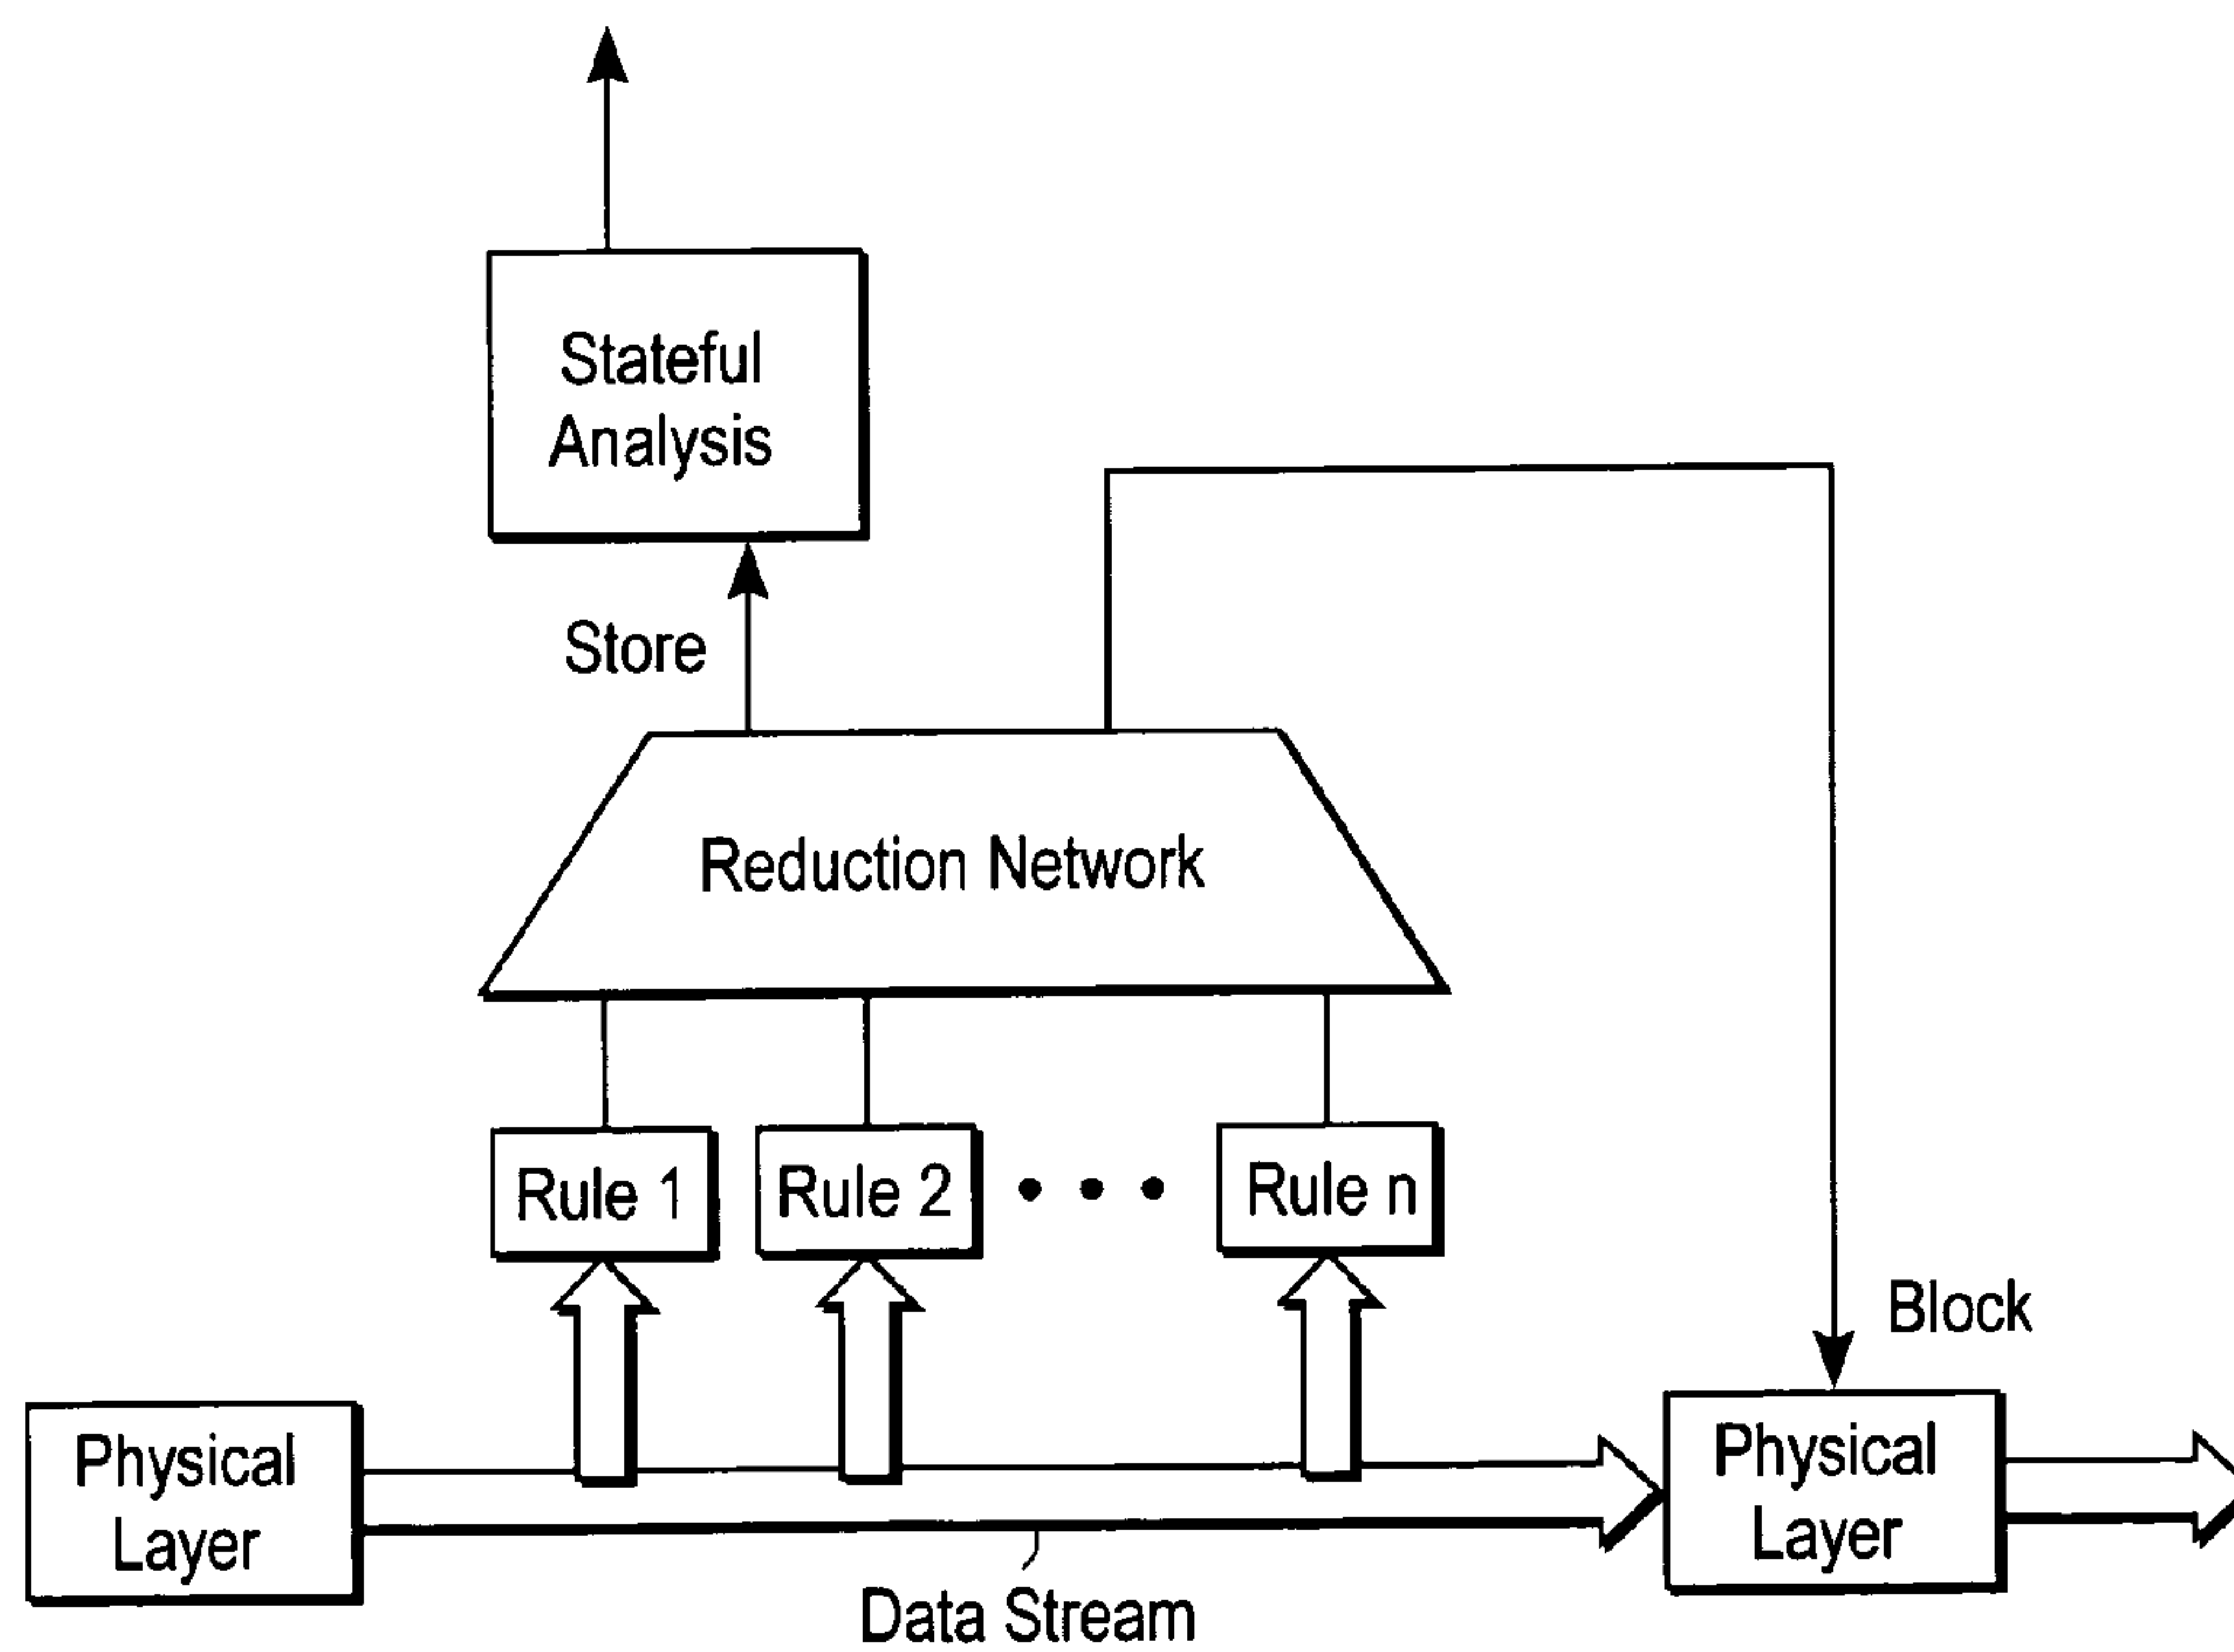 Stateful
Analysis
Store
Reduction Network
Rule 1
Rule 2
Rule n
Block
Physical
Layer
Physical
Layer
Data Stream